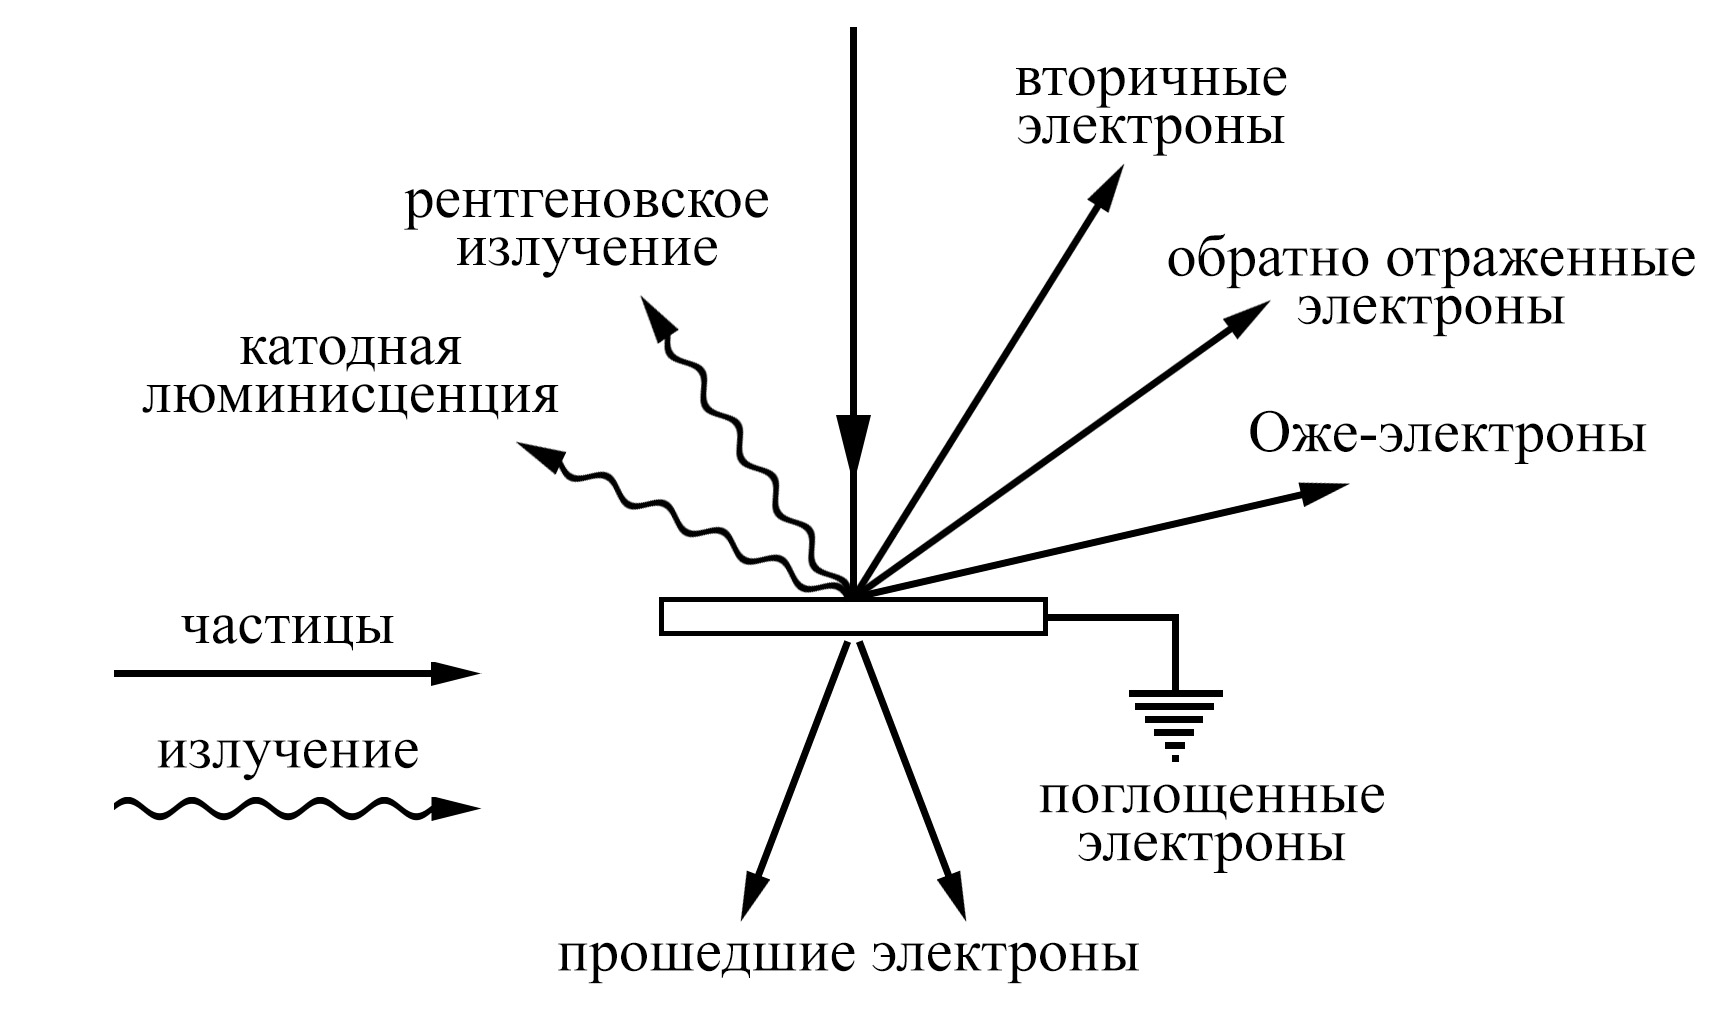 вторичные
электроны
рентгеновское
излучение
обратно отраженные
электроны
катодная
люминисценция
Оже-электроны
частицы
излучение
поглощенные
электроны
прошедшие электроны